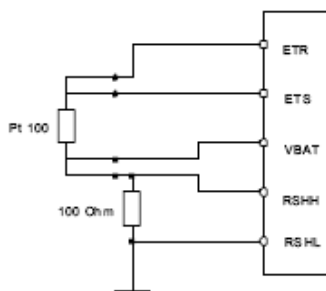 ETR
ETS
Pt 100
VBAT
RSHH
100 Ohm
RSHL